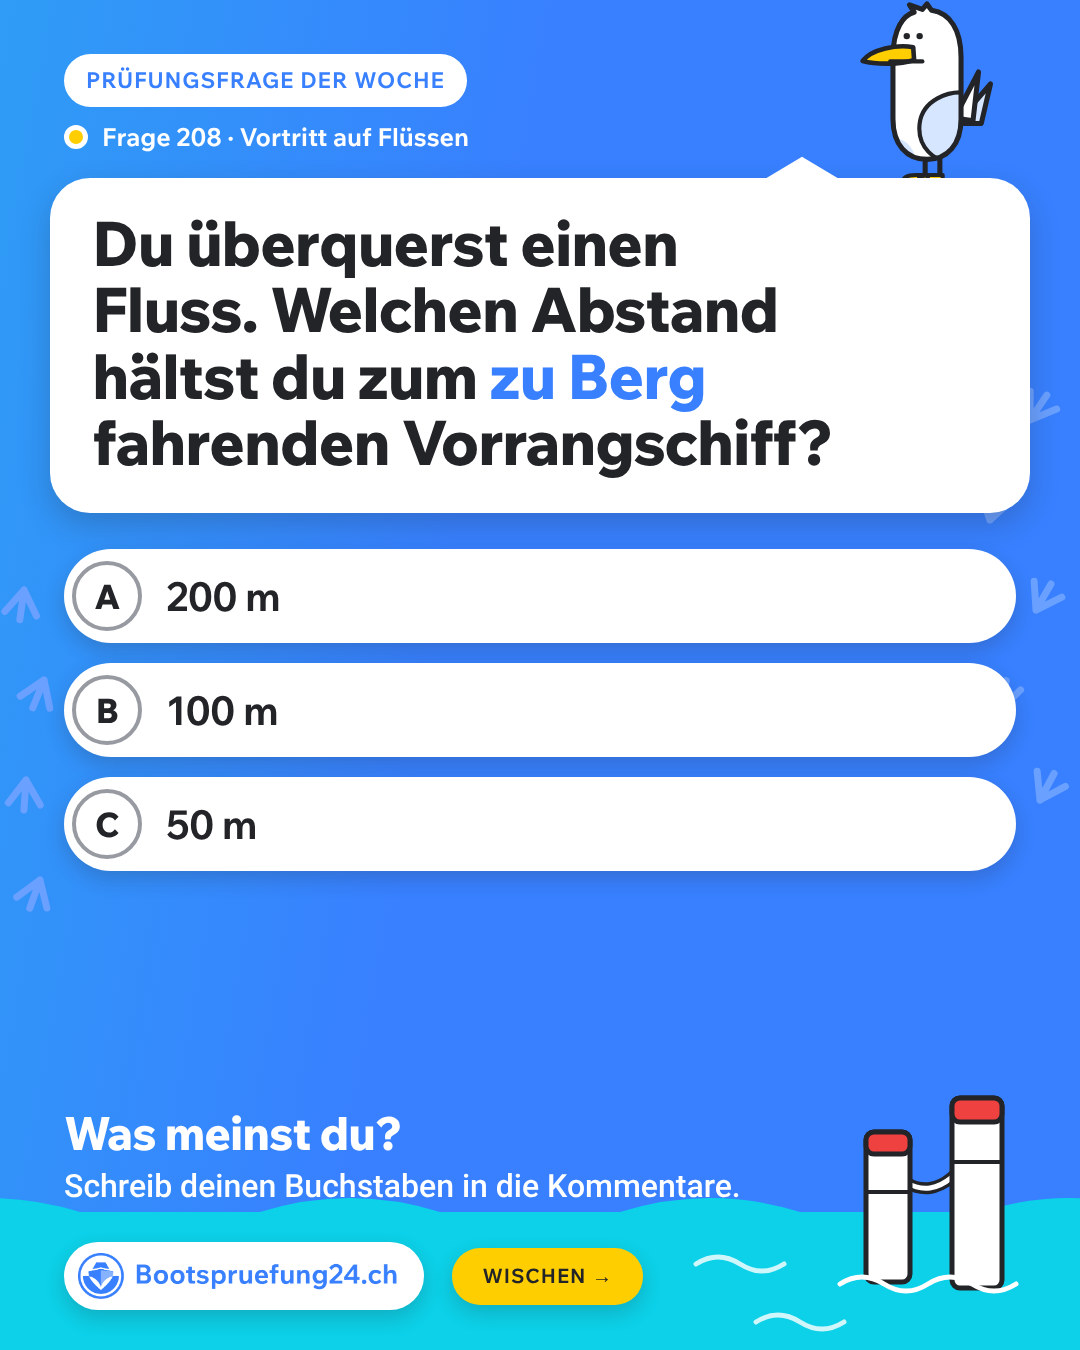 PRÜFUNGSFRAGE DER WOCHE
Frage 208 · Vortritt auf Flüssen
Du überquerst einen
Fluss. Welchen Abstand
hältst du zum zu Berg
fahrenden Vorrangschiff?
A 200 m
B 100 m
C 50 m
Was meinst du?
Schreib deinen Buchstaben in die Kommentare.
Bootspruefung24.ch
WISCHEN →